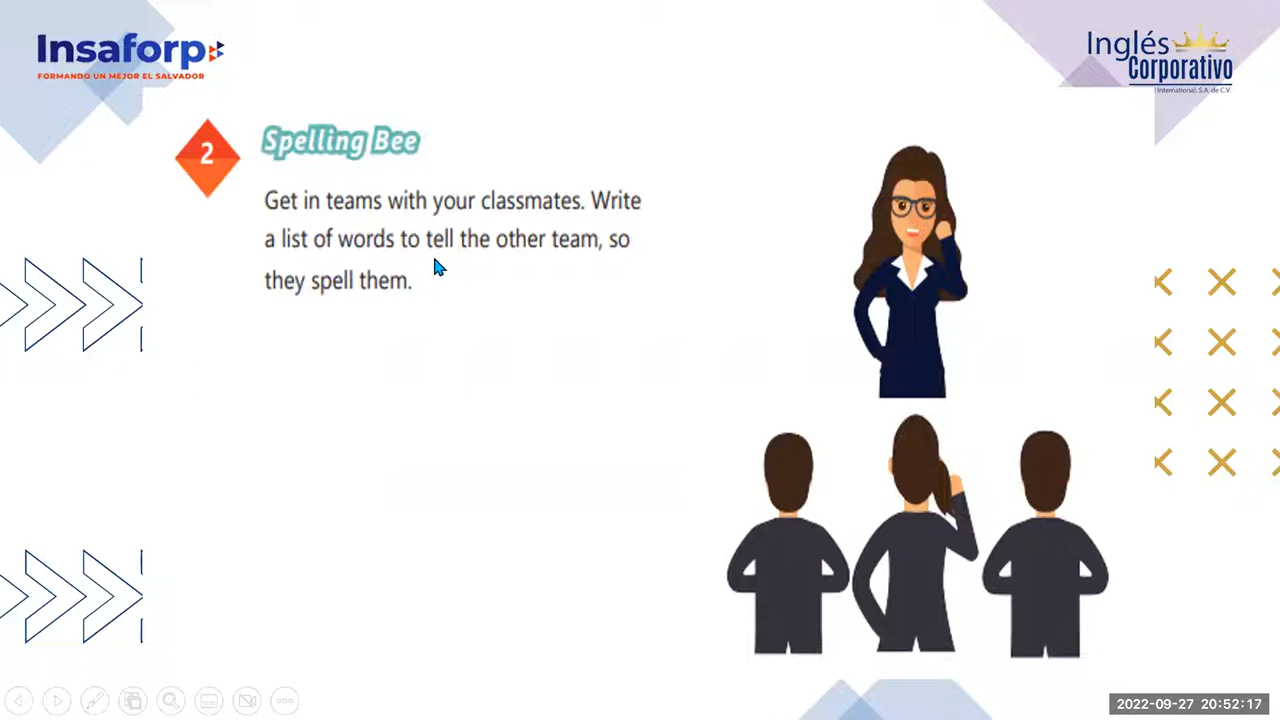 Insaforp
FORMANDO UN MEJOR EL SALVADOR
Inglés
Corporativo
International, S.A. de C.V.
2
Spelling Bee
Get in teams with your classmates. Write
a list of words to tell the other team, so
they spell them.
2022-09-27 20:52:17